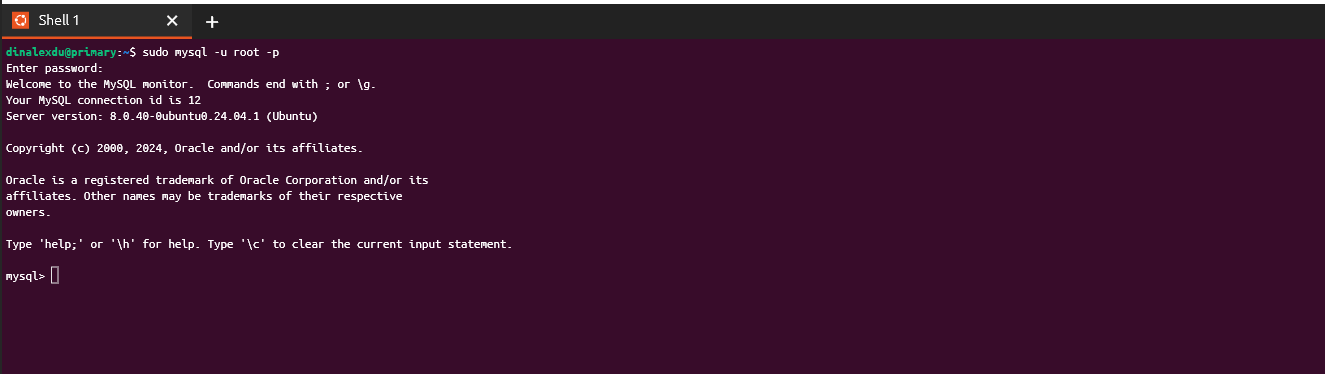 Shell 1
dinalexdu@primary:~$ sudo mysql -u root -p
Enter password:
Welcome to the MySQL monitor.  Commands end with ; or \g.
Your MySQL connection id is 12
Server version: 8.0.40-0ubuntu0.24.04.1 (Ubuntu)
Copyright (c) 2000, 2024, Oracle and/or its affiliates.
Oracle is a registered trademark of Oracle Corporation and/or its
affiliates. Other names may be trademarks of their respective
owners.
Type 'help;' or '\h' for help. Type '\c' to clear the current input statement.
mysql>